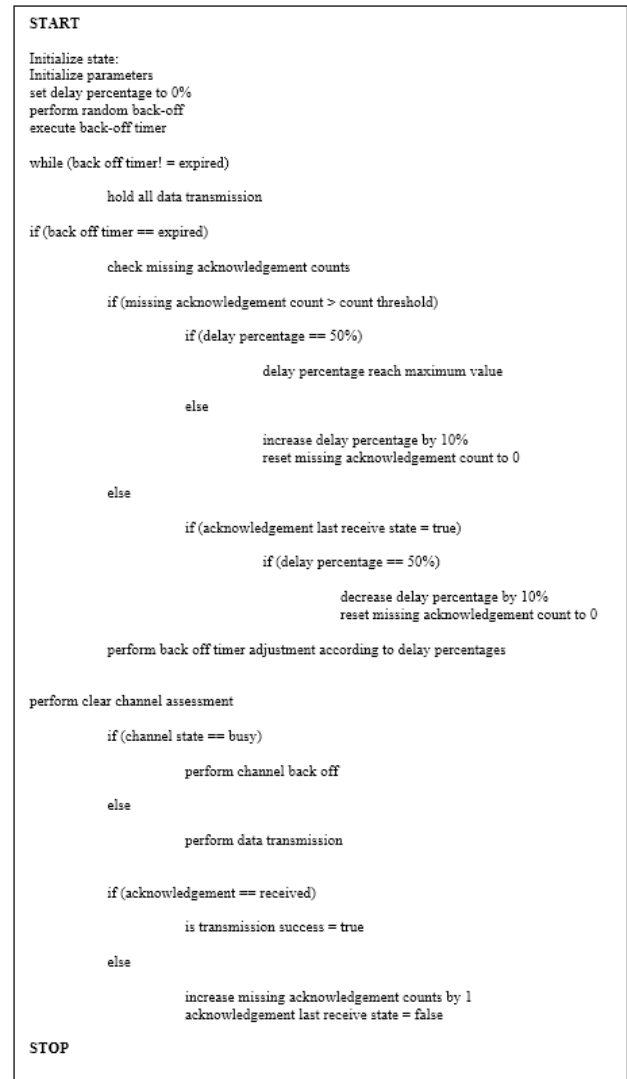 START
Initialize state:
Initialize parameters
set delay percentage to 0%
perform random back-off
execute back-off timer
while (back off timer! = expired)
hold all data transmission
if (back off timer == expired)
check missing acknowledgement counts
if (missing acknowledgement count > count threshold)
if (delay percentage == 50%)
delay percentage reach maximum value
else
increase delay percentage by 10%
reset missing acknowledgement count to 0
else
if (acknowledgement last receive state = true)
if (delay percentage == 50%)
decrease delay percentage by 10%
reset missing acknowledgement count to 0
perform back off timer adjustment according to delay percentages
perform clear channel assessment
if (channel state == busy)
perform channel back off
else
perform data transmission
if (acknowledgement == received)
is transmission success = true
else
increase missing acknowledgement counts by 1
acknowledgement last receive state = false
STOP